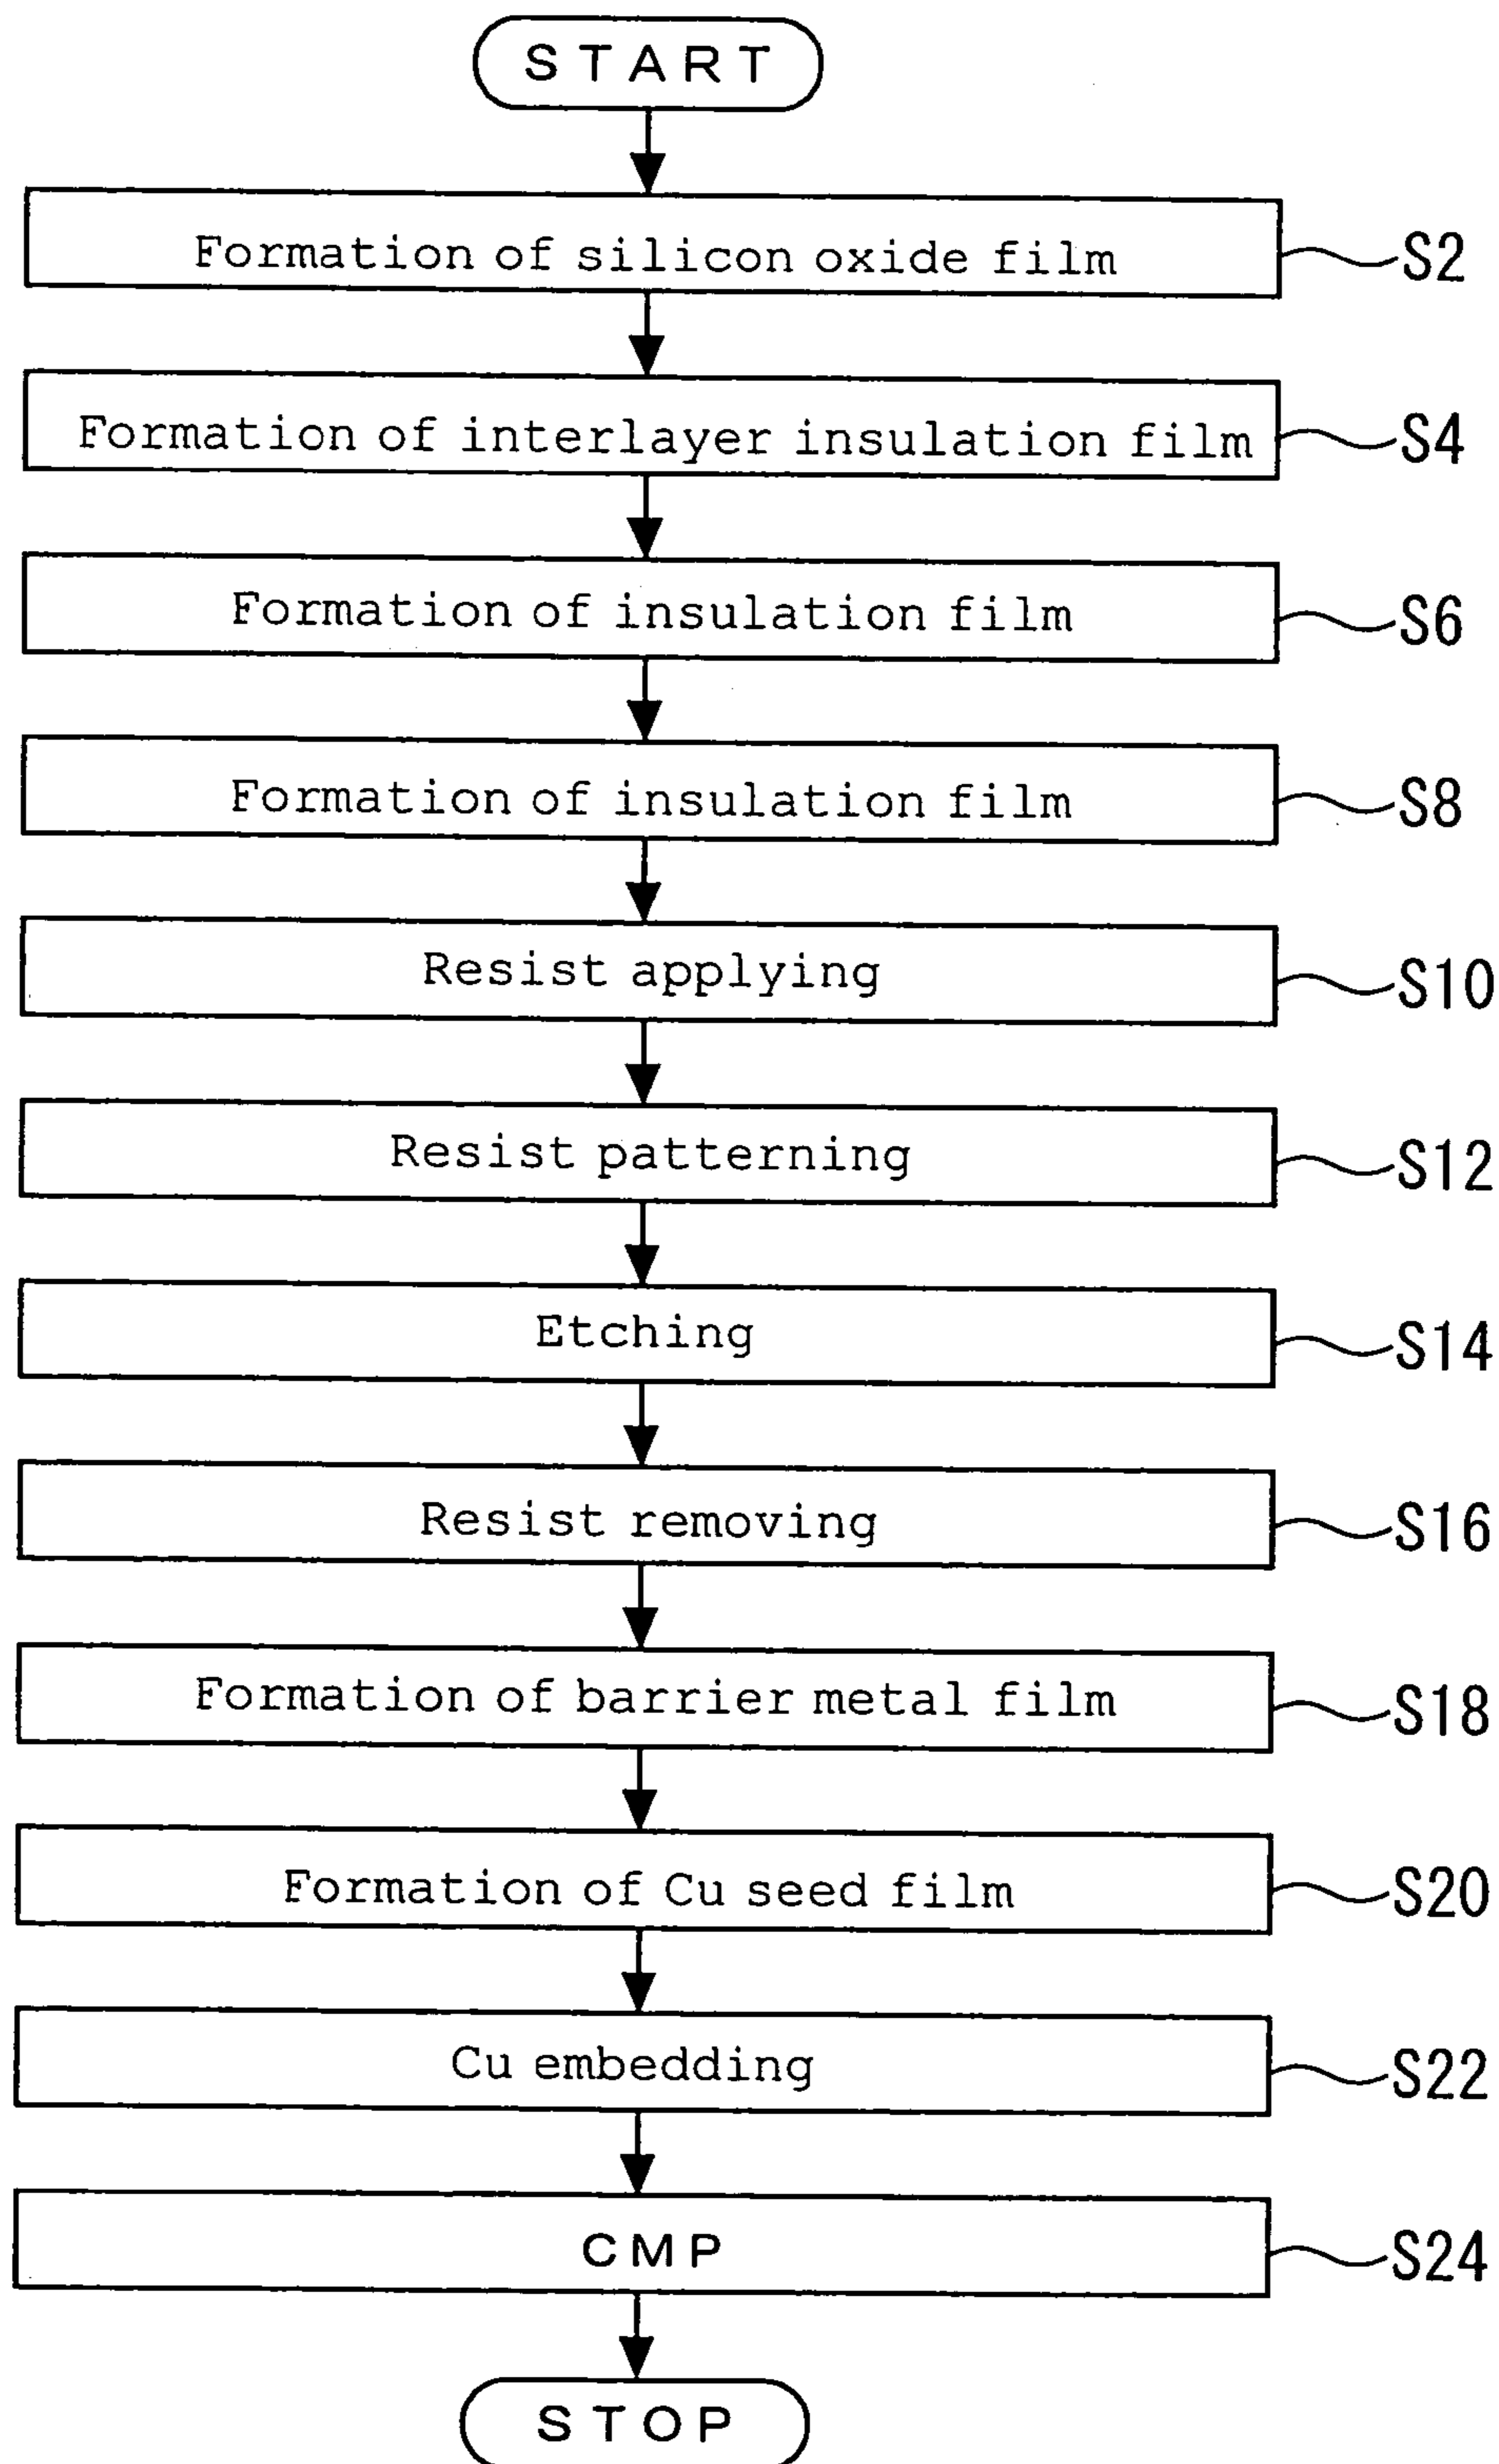 START
Formation of silicon oxide film S2
Formation of interlayer insulation film S4
Formation of insulation film S6
Formation of insulation film S8
Resist applying S10
Resist patterning S12
Etching S14
Resist removing S16
Formation of barrier metal film S18
Formation of Cu seed film S20
Cu embedding S22
CMP S24
STOP